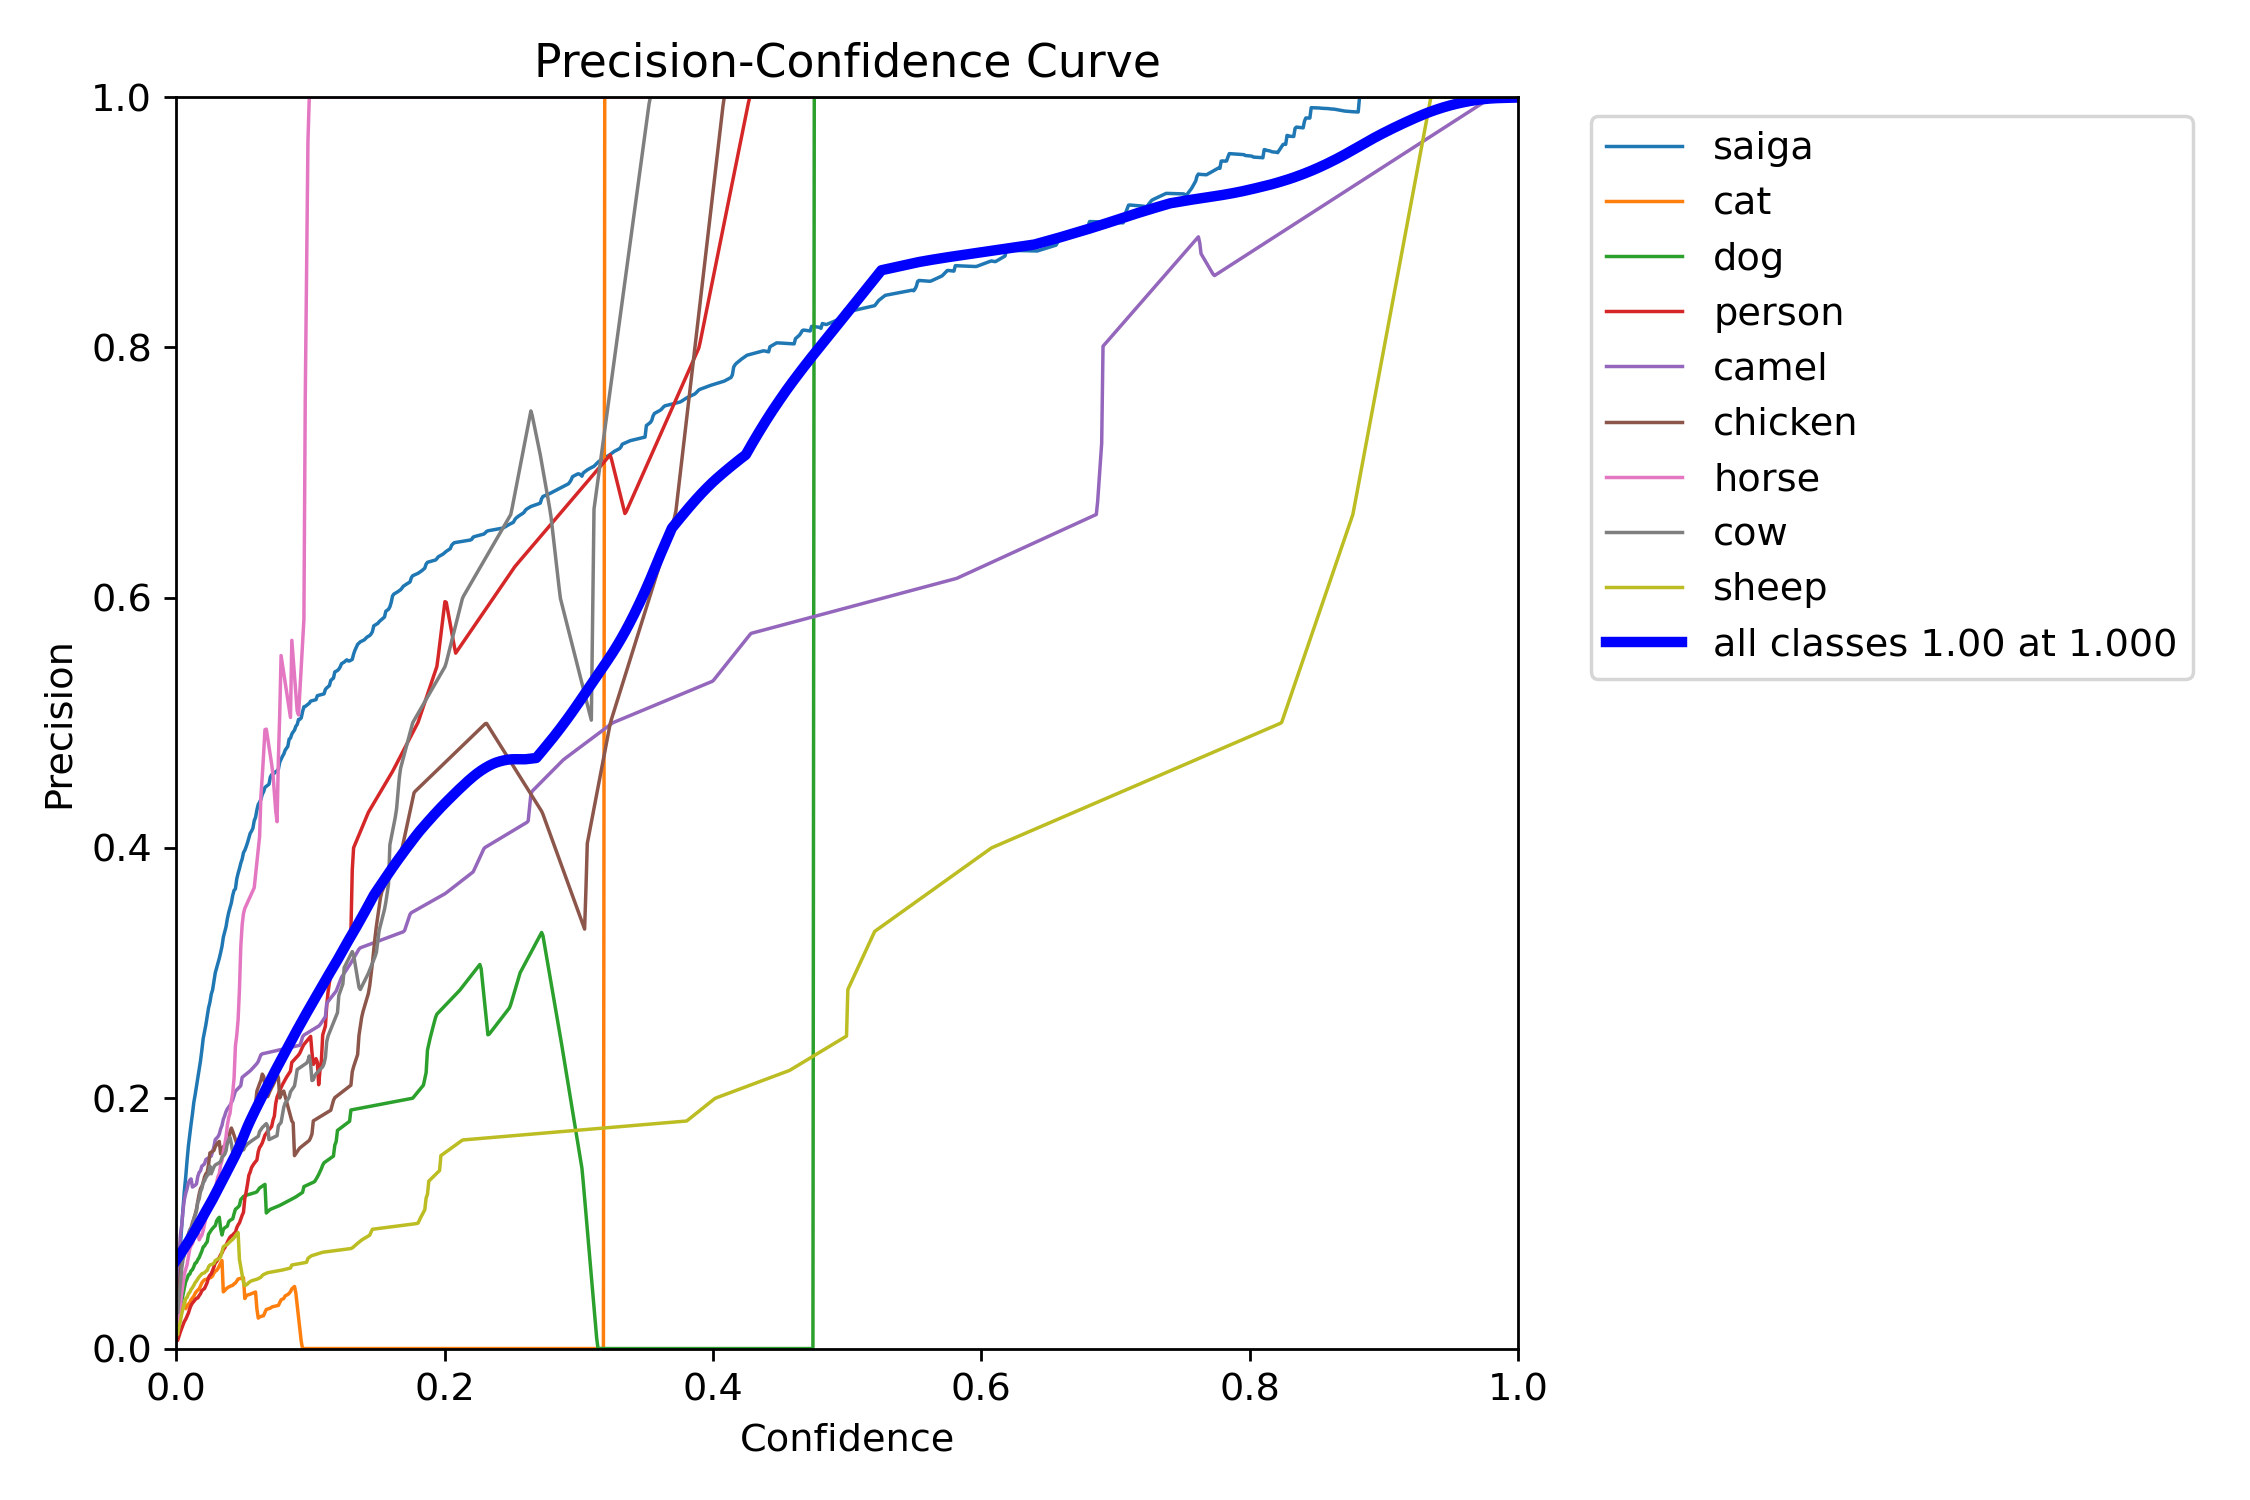 Precision-Confidence Curve
1.0
0.8
0.6
0.4
0.2
0.0
Precision
0.0 0.2 0.4 0.6 0.8 1.0
Confidence
saiga
cat
dog
person
camel
chicken
horse
cow
sheep
all classes 1.00 at 1.000